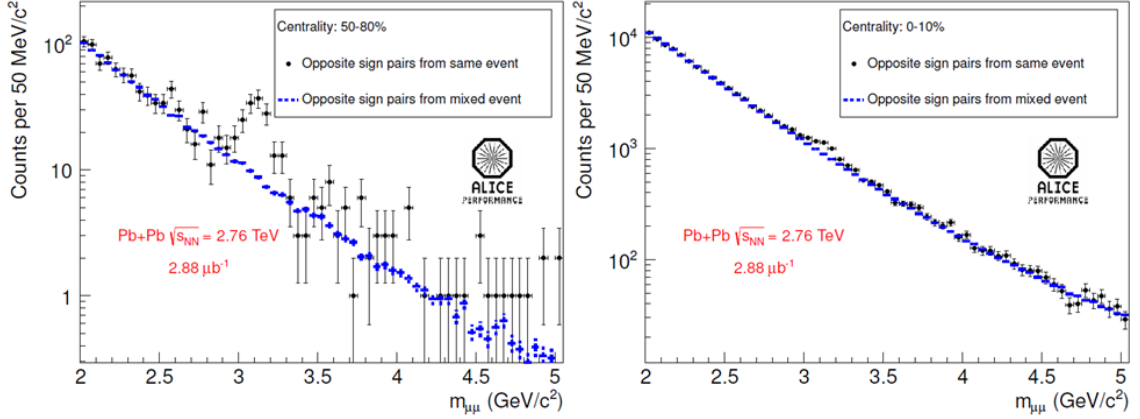 Counts per 50 MeV/c²
10²
10
1
Centrality: 50-80%
Opposite sign pairs from same event
Opposite sign pairs from mixed event
ALICE
PERFORMANCE
Pb+Pb √sNN = 2.76 TeV
2.88 μb⁻¹
2 2.5 3 3.5 4 4.5 5
mμμ (GeV/c²)
Counts per 50 MeV/c²
10⁴
10³
10²
Centrality: 0-10%
Opposite sign pairs from same event
Opposite sign pairs from mixed event
ALICE
PERFORMANCE
Pb+Pb √sNN = 2.76 TeV
2.88 μb⁻¹
2 2.5 3 3.5 4 4.5 5
mμμ (GeV/c²)